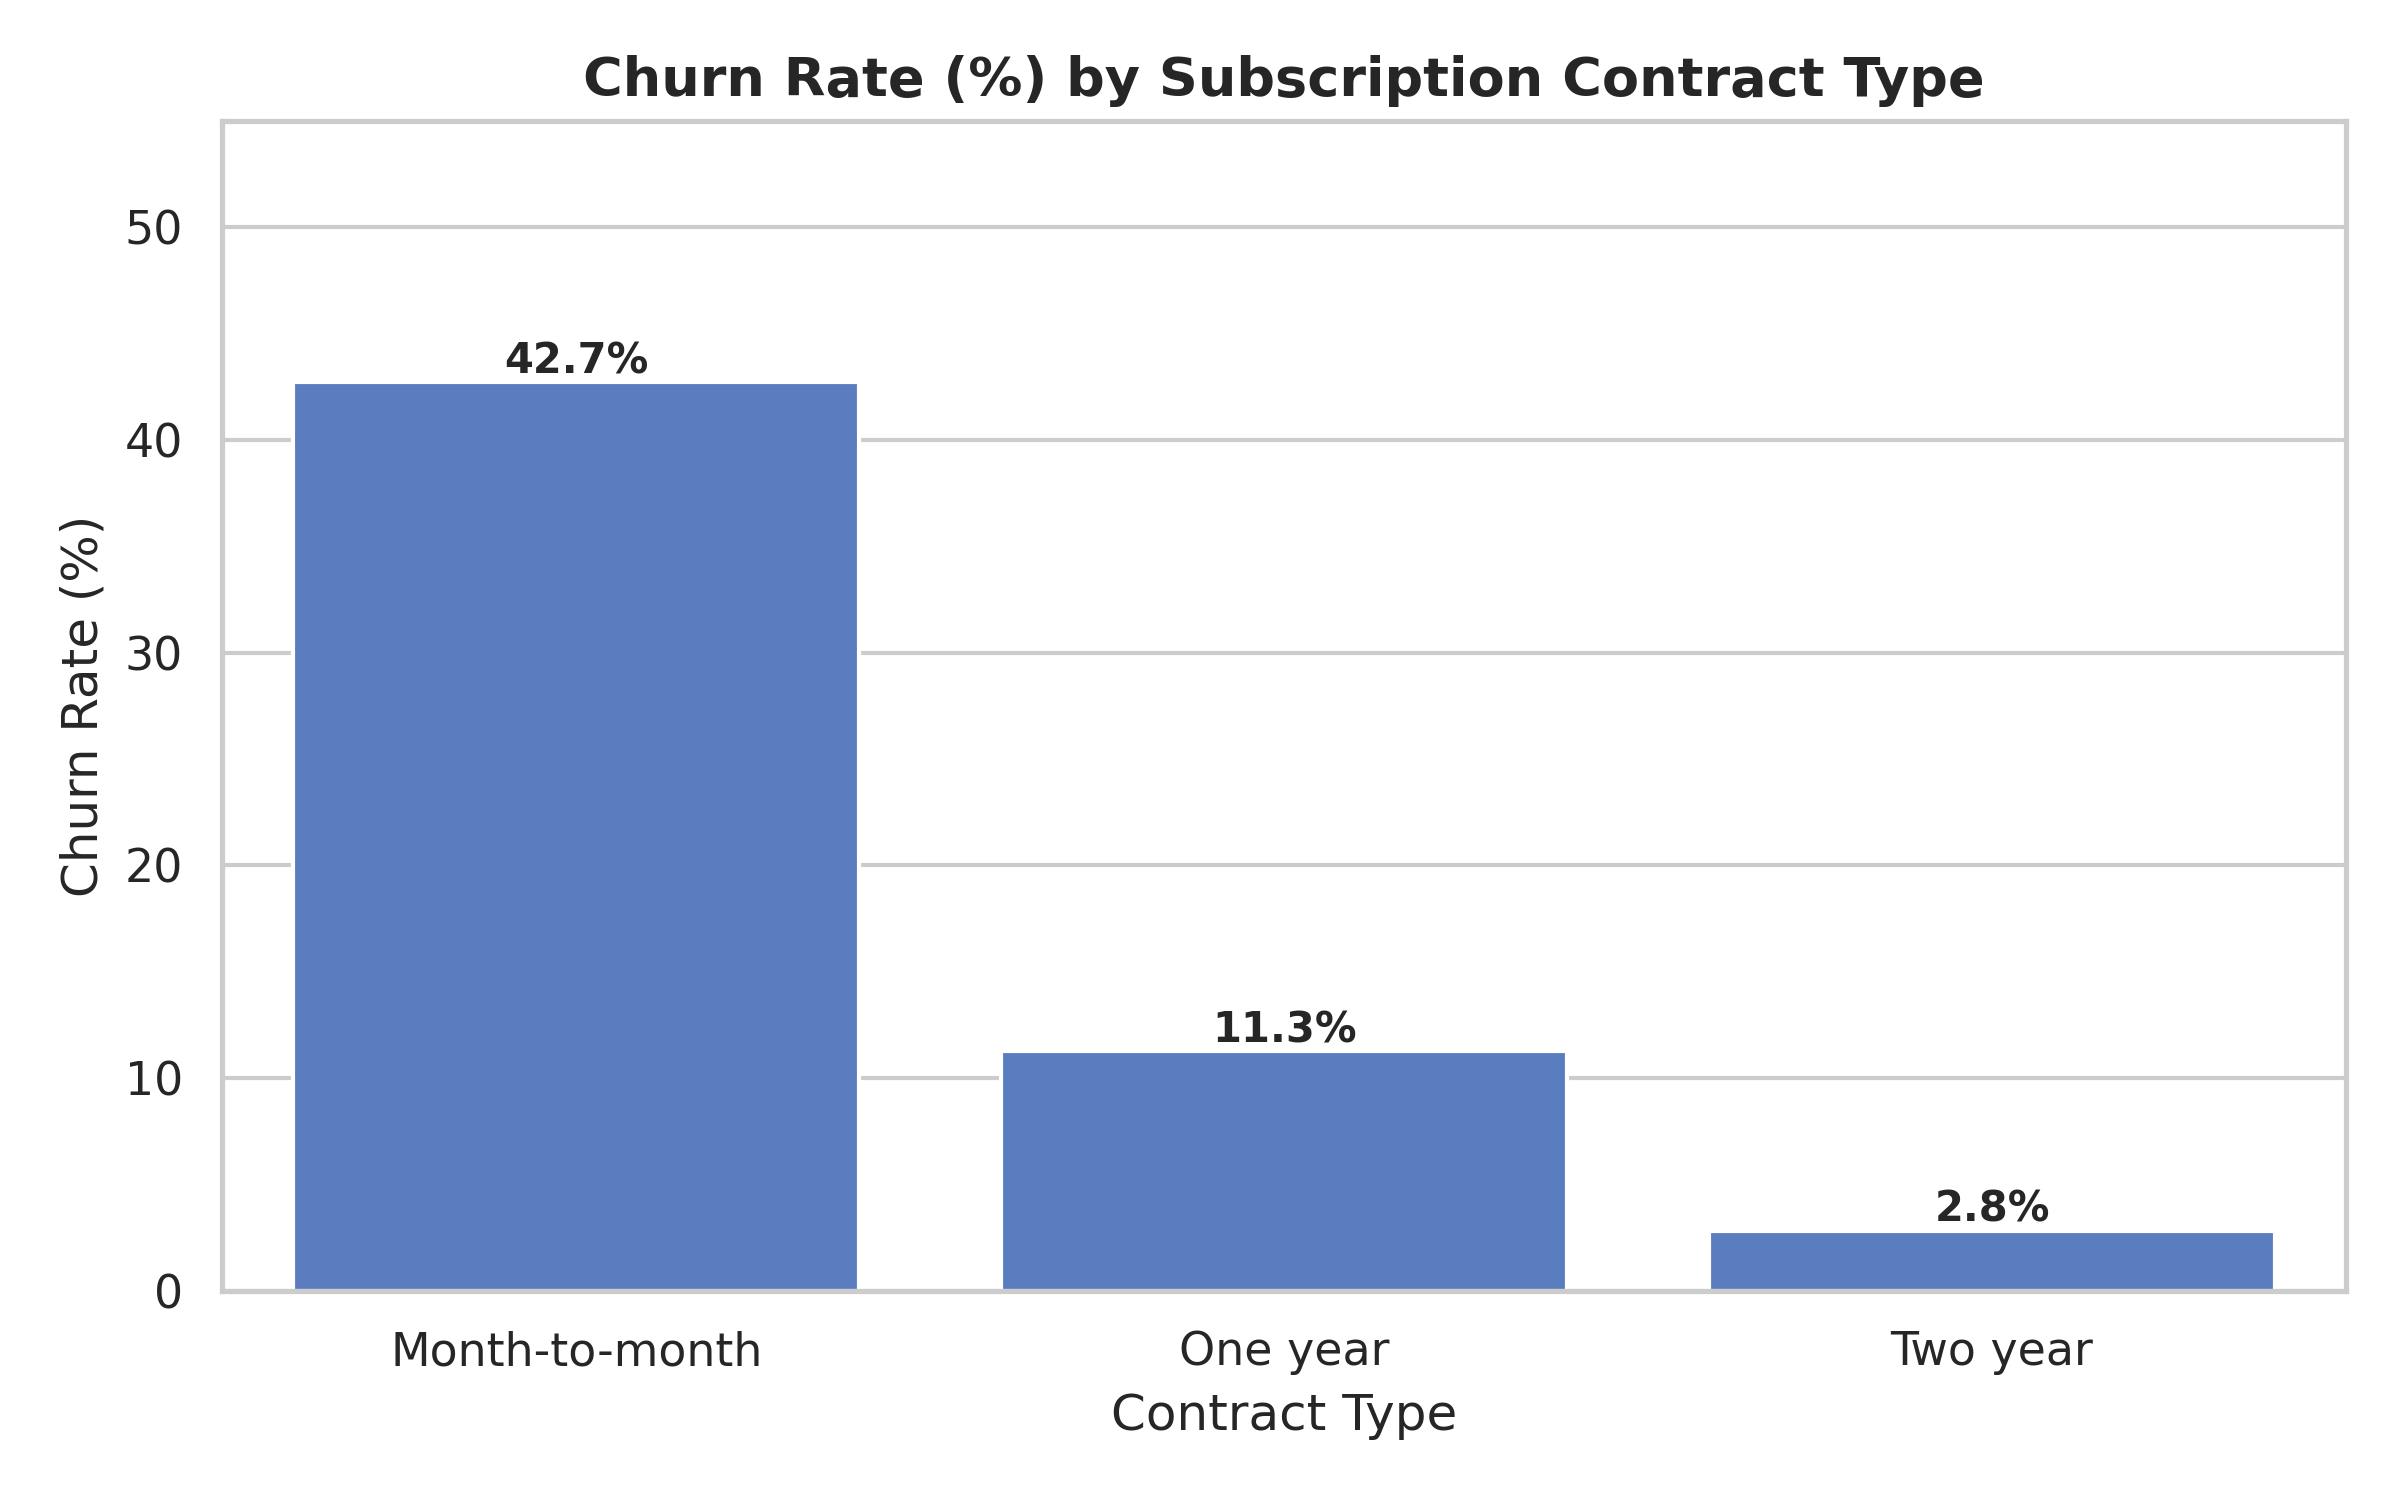 Churn Rate (%) by Subscription Contract Type
Churn Rate (%)
50
40
30
20
10
0
42.7%
11.3%
2.8%
Month-to-month
One year
Two year
Contract Type